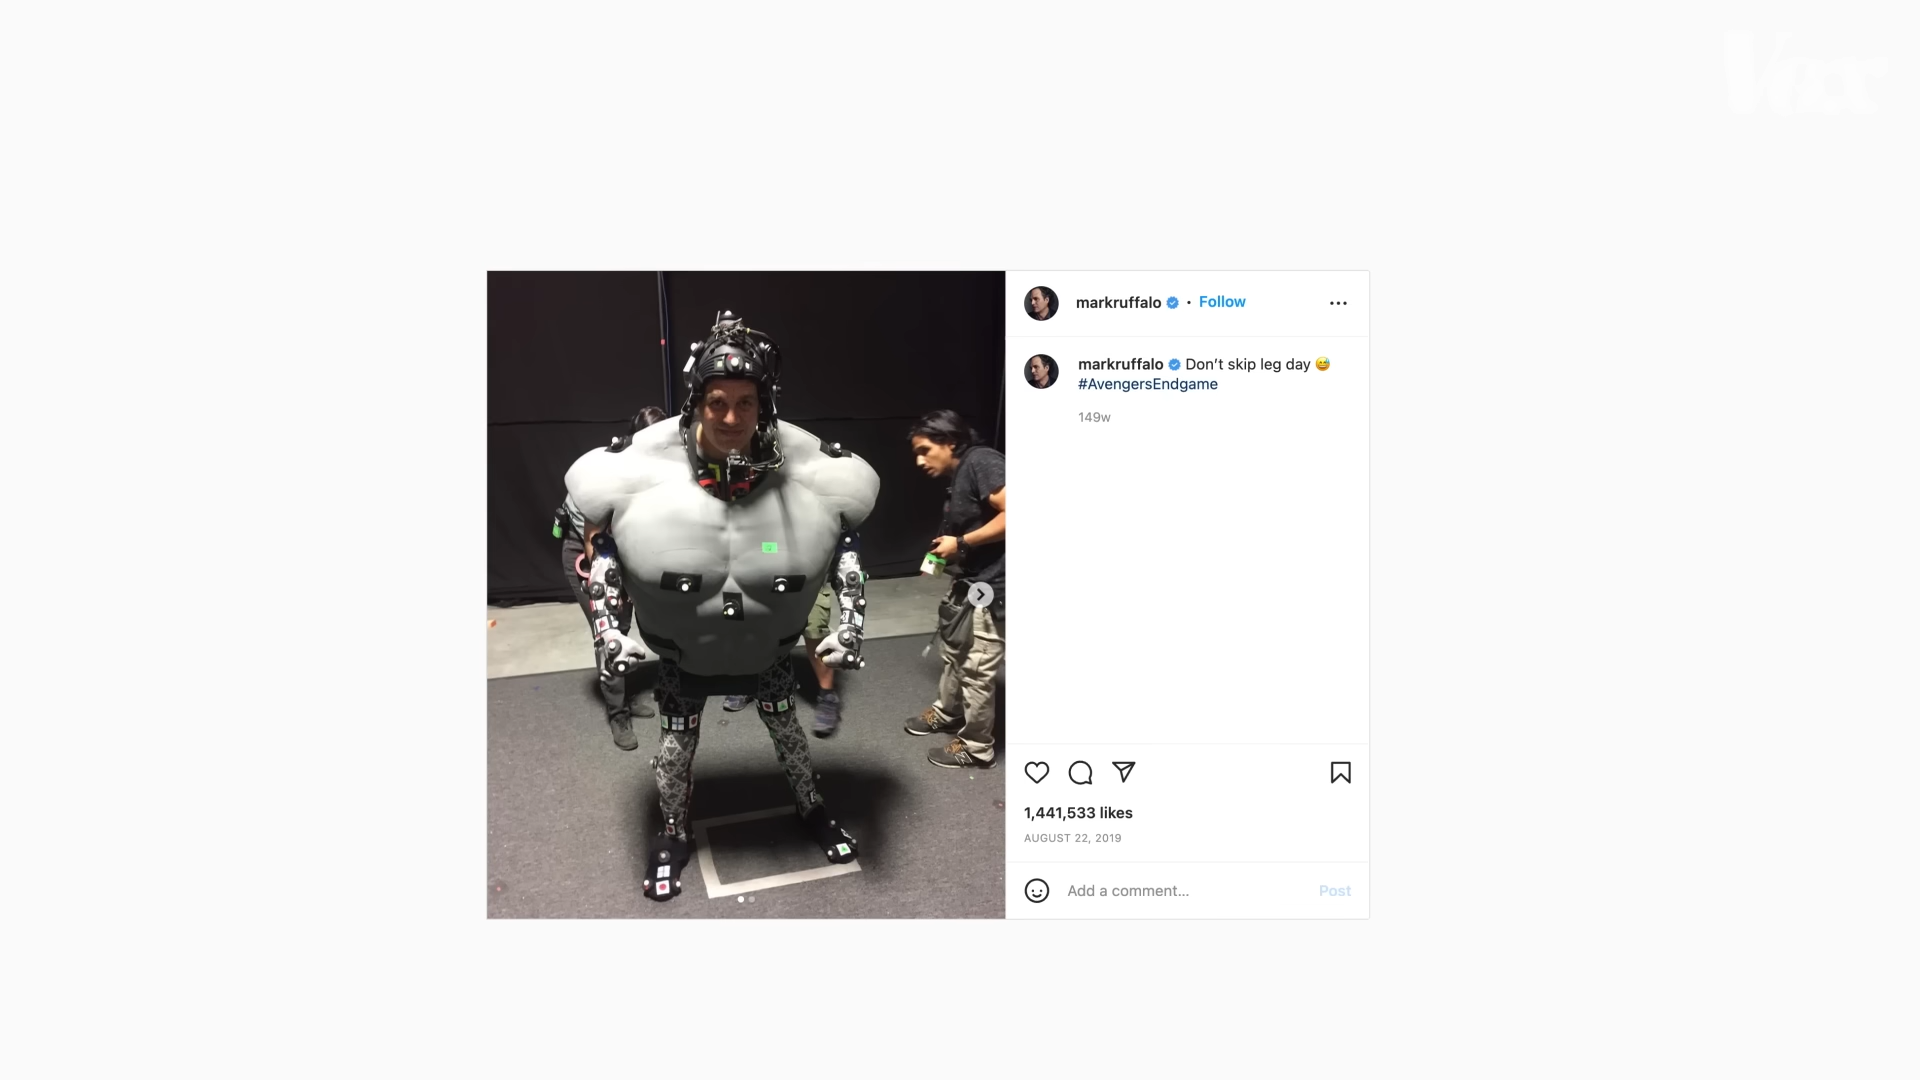 Vox
markruffalo • Follow
markruffalo Don't skip leg day 😅
#AvengersEndgame
149w
1,441,533 likes
AUGUST 22, 2019
Add a comment...
Post